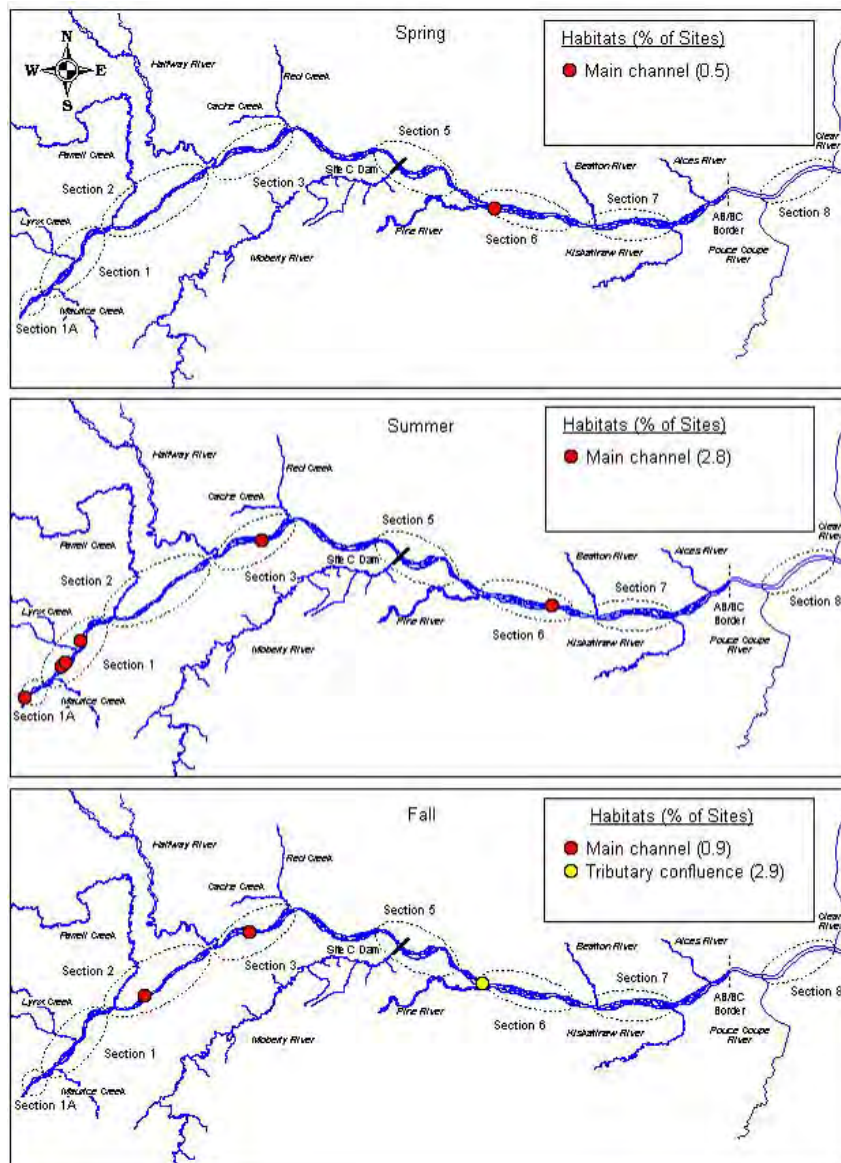 Spring
Habitats (% of Sites)
Main channel (0.5)
N
W E
S
Halfway River
Red Creek
Cache Creek
Farrell Creek
Section 5
Section 2
Section 3
Site C Dam
Lynx Creek
Section 1
Moberly River
Pine River
Section 6
Beatton River
Section 7
Alces River
Clear
River
AB/BC
Border
Section 8
Kiskatinaw River
Pouce Coupe
River
Maurice Creek
Section 1A
Summer
Habitats (% of Sites)
Main channel (2.8)
Halfway River
Red Creek
Cache Creek
Farrell Creek
Section 5
Section 2
Section 3
Site C Dam
Lynx Creek
Section 1
Moberly River
Pine River
Section 6
Beatton River
Section 7
Alces River
Clear
River
AB/BC
Border
Section 8
Kiskatinaw River
Pouce Coupe
River
Maurice Creek
Section 1A
Fall
Habitats (% of Sites)
Main channel (0.9)
Tributary confluence (2.9)
Halfway River
Red Creek
Cache Creek
Farrell Creek
Section 5
Section 2
Section 3
Site C Dam
Lynx Creek
Section 1
Moberly River
Pine River
Section 6
Beatton River
Section 7
Alces River
Clear
River
AB/BC
Border
Section 8
Kiskatinaw River
Pouce Coupe
River
Maurice Creek
Section 1A